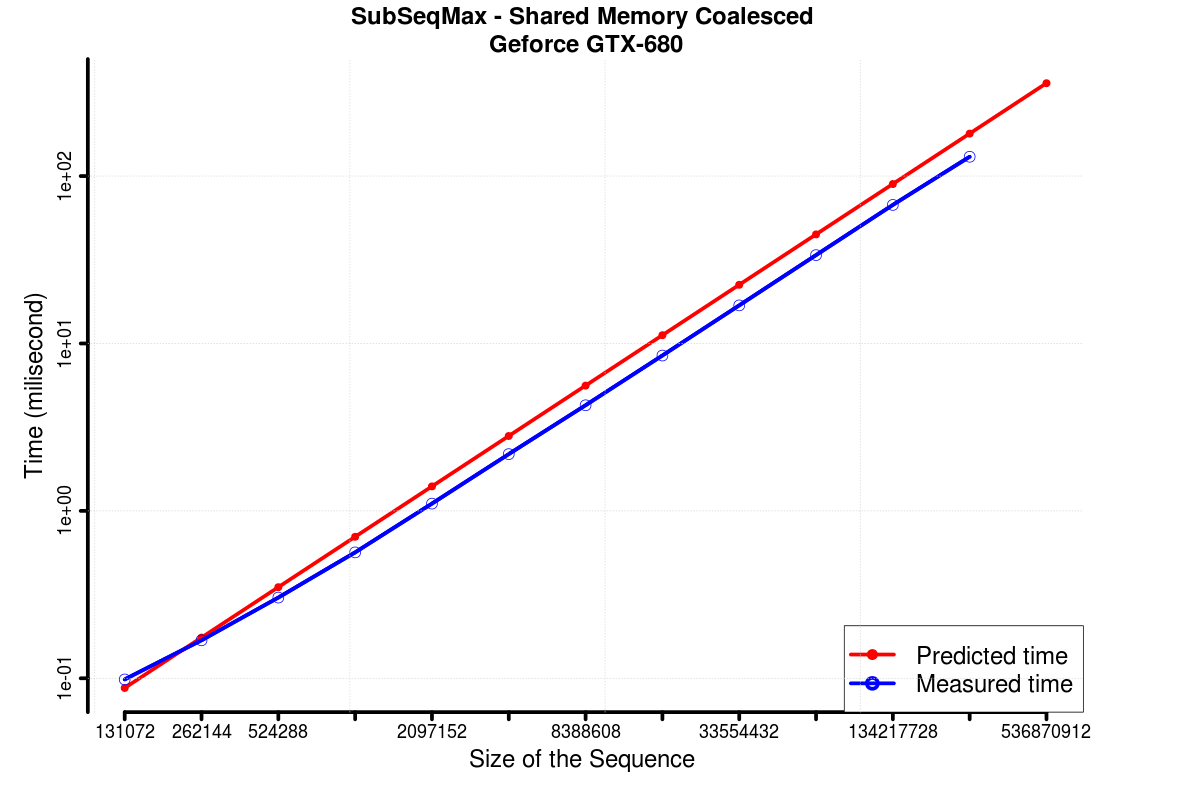 SubSeqMax - Shared Memory Coalesced
Geforce GTX-680
Time (milisecond)
1e+02
1e+01
1e+00
1e-01
Predicted time
Measured time
131072 262144 524288 2097152 8388608 33554432 134217728 536870912
Size of the Sequence